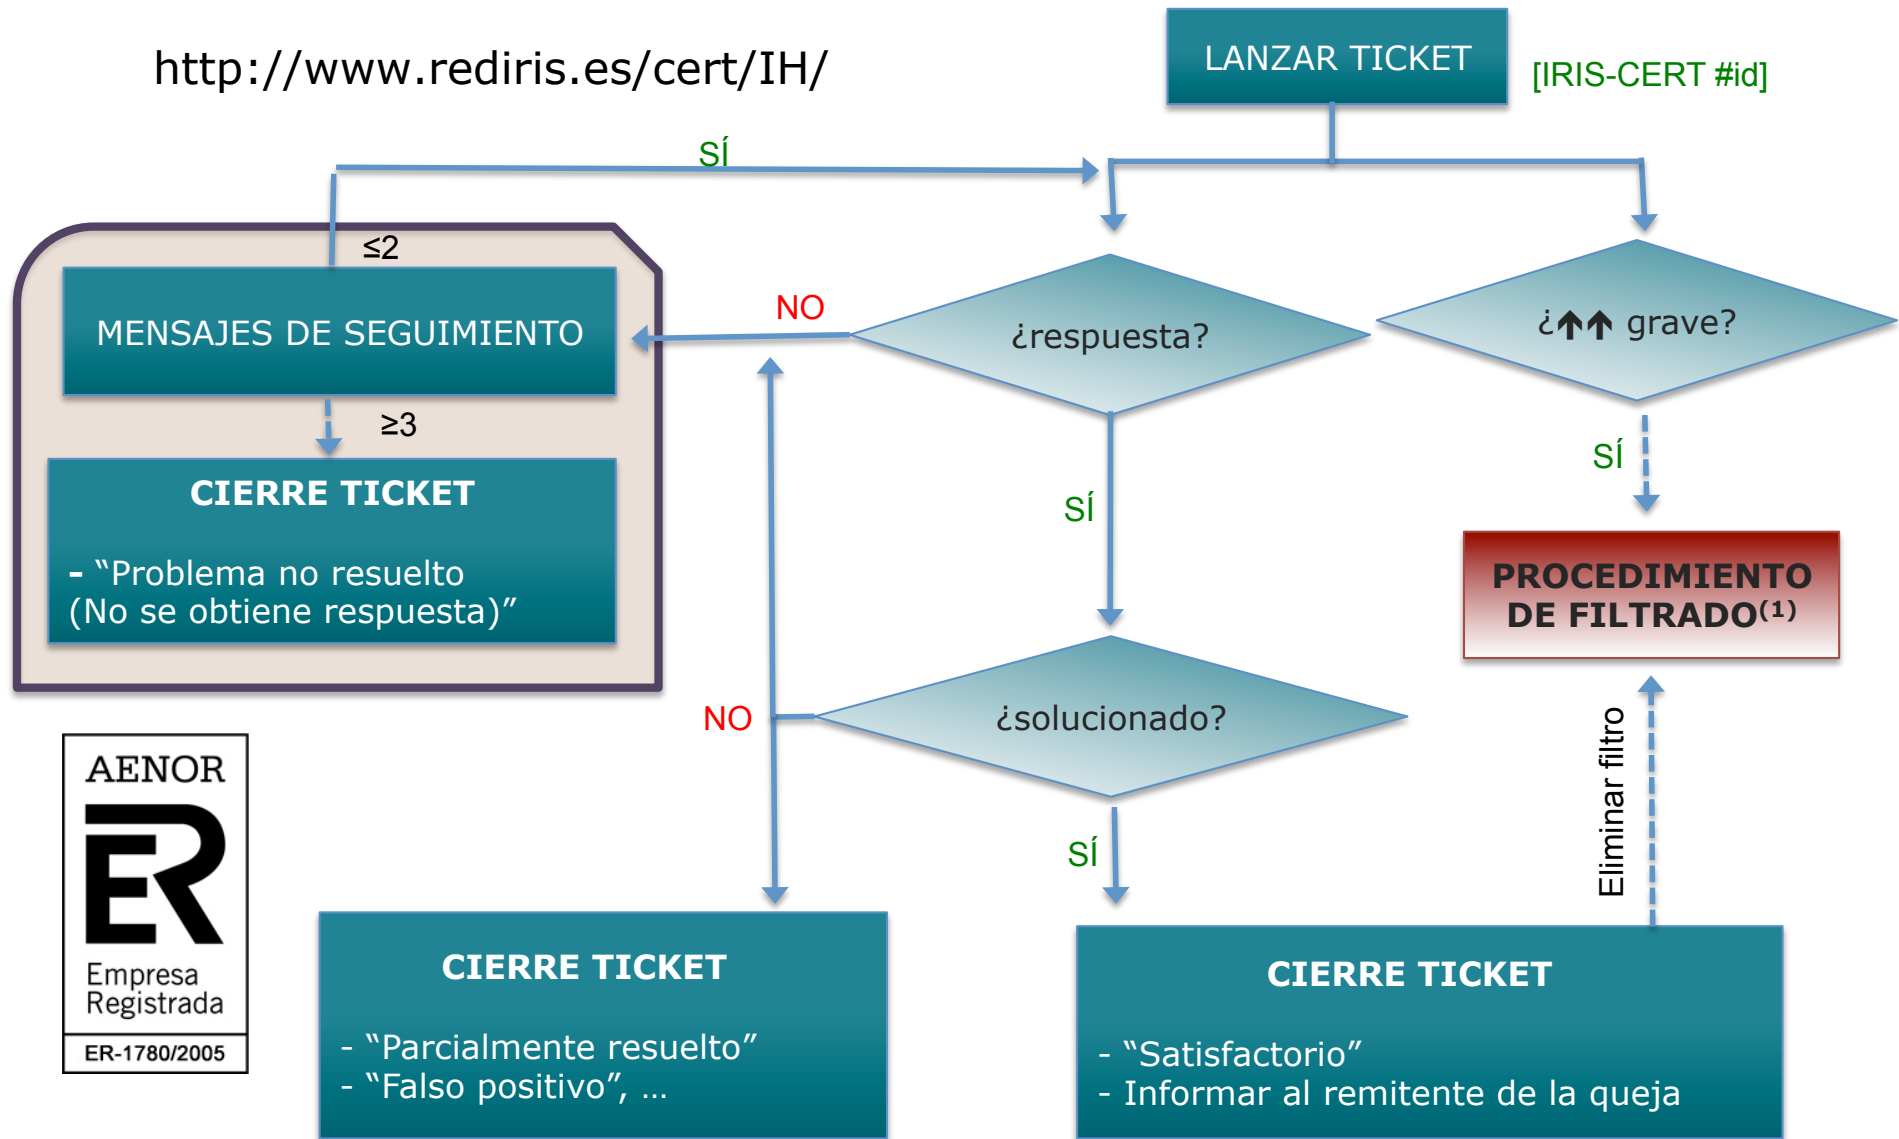 http://www.rediris.es/cert/IH/
LANZAR TICKET
[IRIS-CERT #id]
SÍ
≤2
MENSAJES DE SEGUIMIENTO
NO
¿respuesta?
¿↑↑ grave?
≥3
SÍ
CIERRE TICKET
- “Problema no resuelto
(No se obtiene respuesta)”
SÍ
PROCEDIMIENTO
DE FILTRADO(1)
NO
¿solucionado?
Eliminar filtro
SÍ
AENOR
ER
Empresa
Registrada
ER-1780/2005
CIERRE TICKET
- “Parcialmente resuelto”
- “Falso positivo”, …
CIERRE TICKET
- “Satisfactorio”
- Informar al remitente de la queja